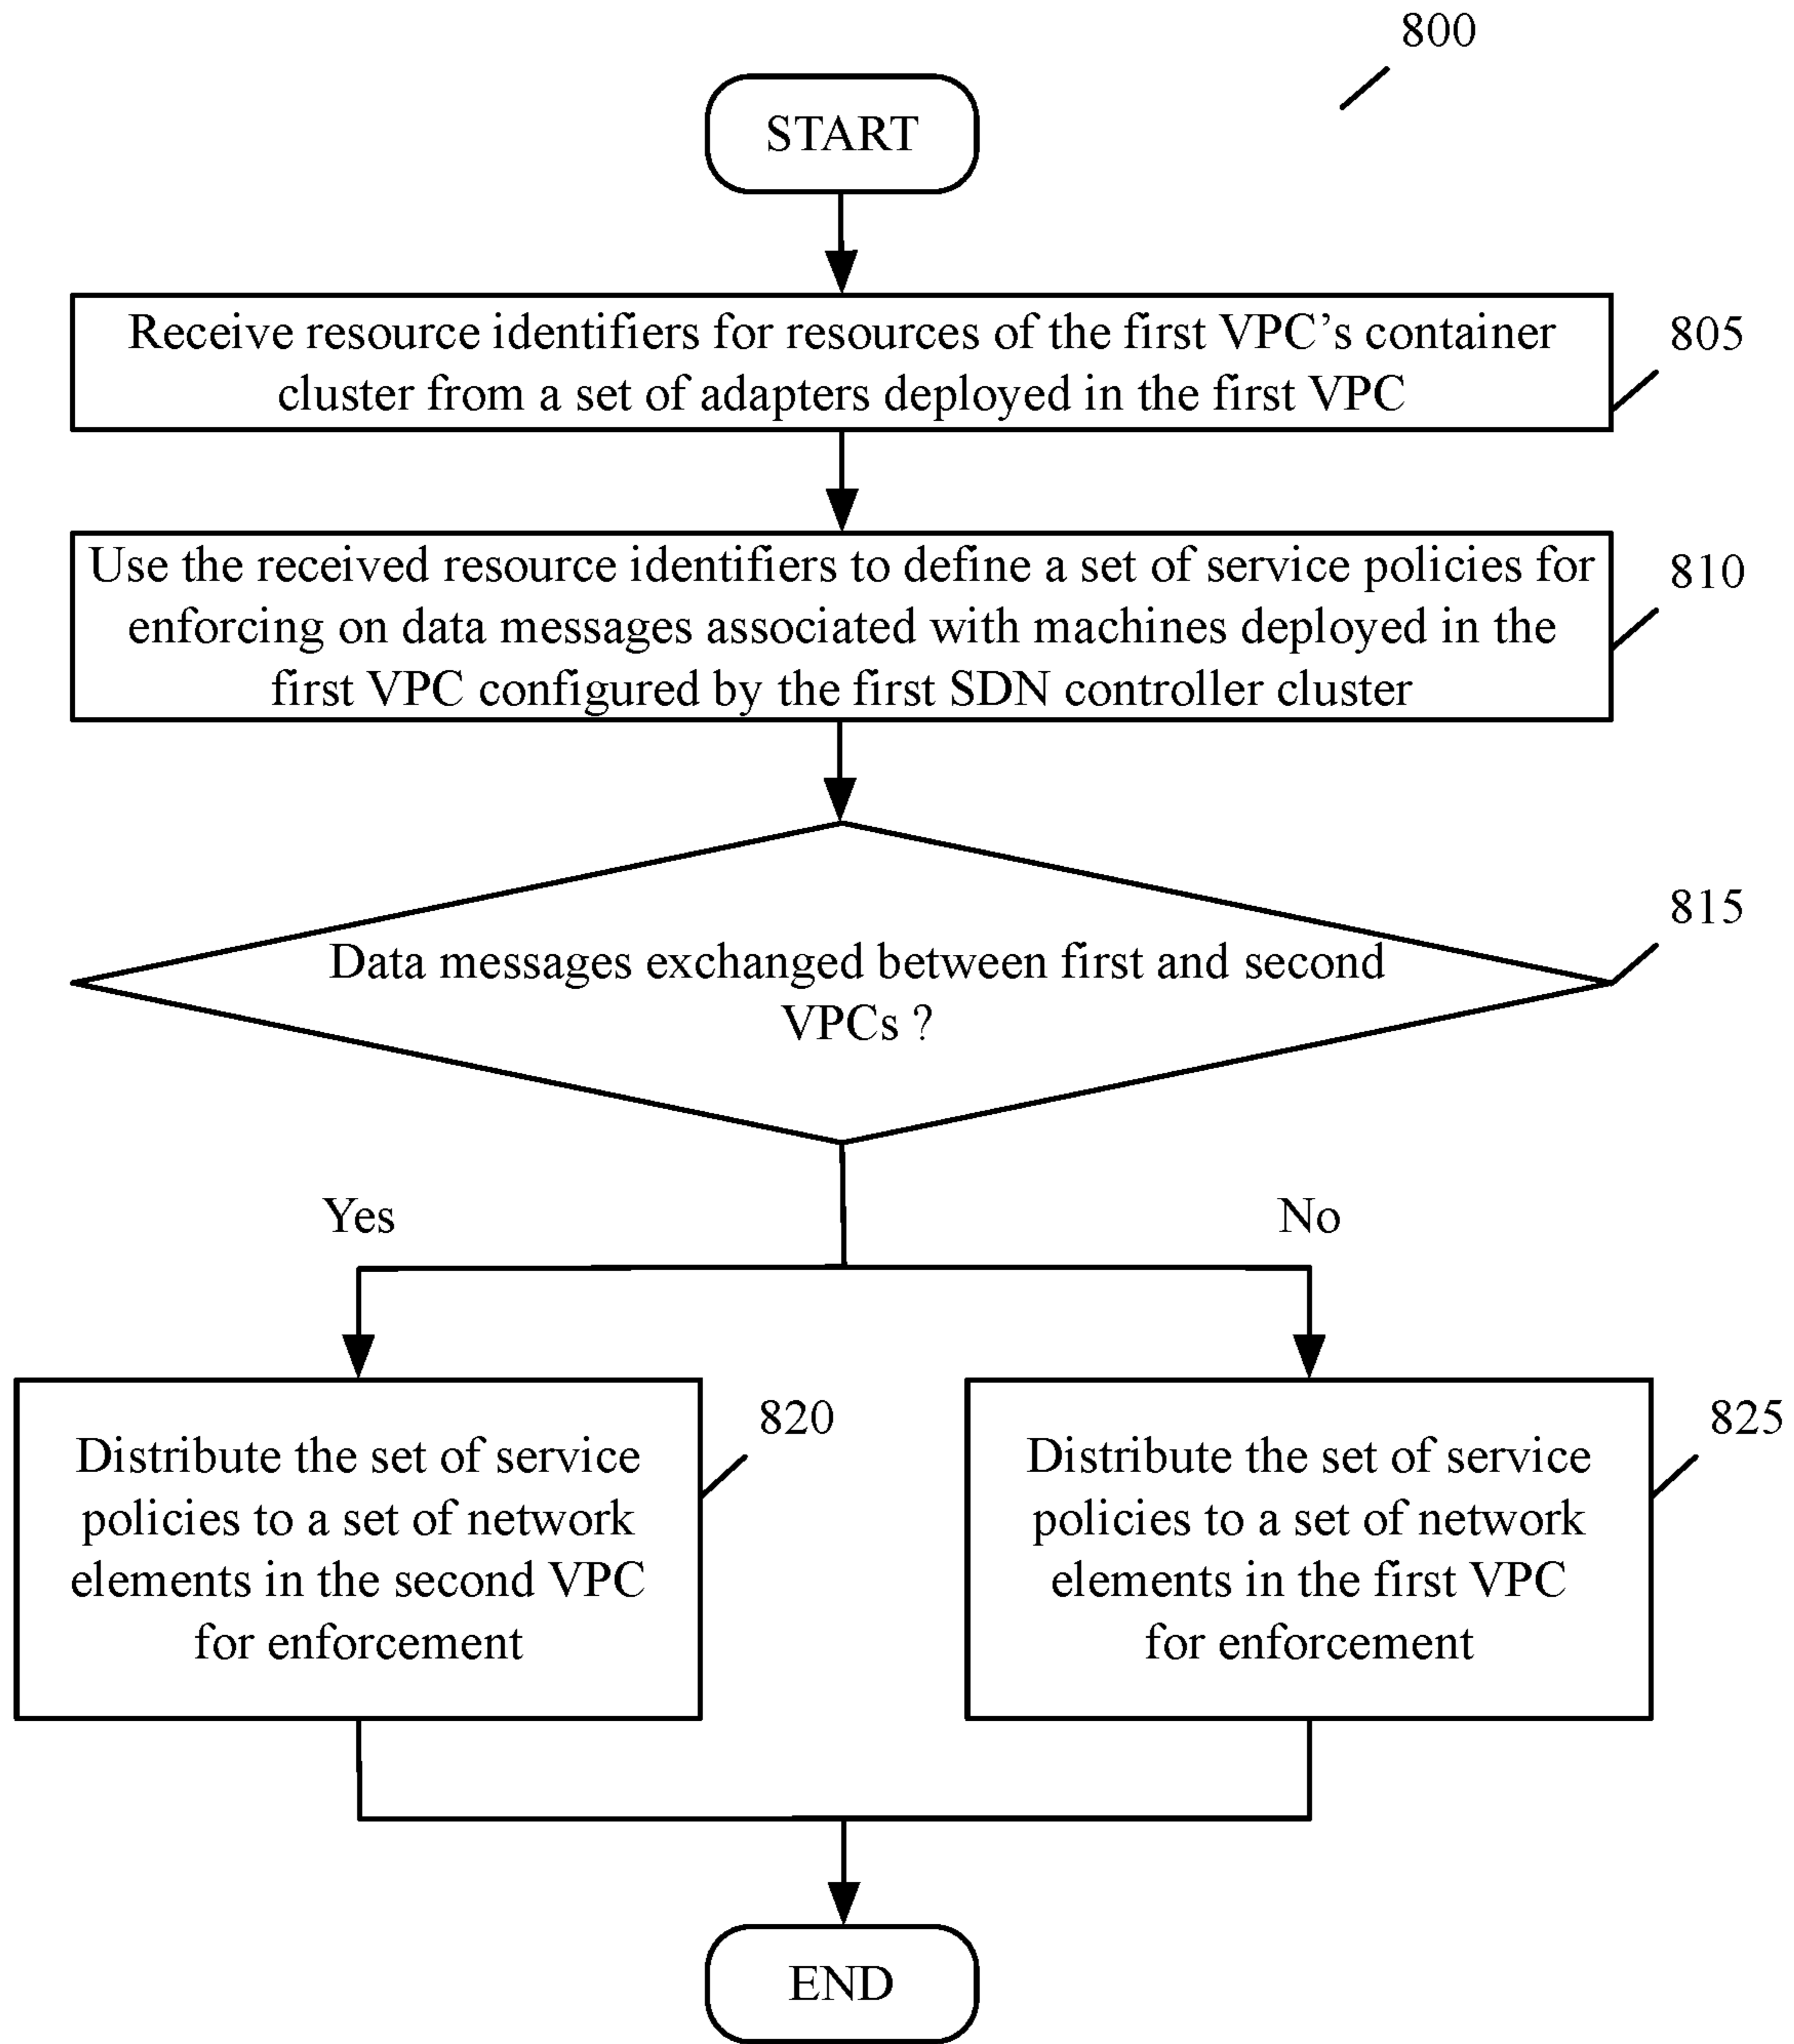 800
START
Receive resource identifiers for resources of the first VPC’s container
cluster from a set of adapters deployed in the first VPC
805
Use the received resource identifiers to define a set of service policies for
enforcing on data messages associated with machines deployed in the
first VPC configured by the first SDN controller cluster
810
Data messages exchanged between first and second
VPCs ?
815
Yes
No
Distribute the set of service
policies to a set of network
elements in the second VPC
for enforcement
820
Distribute the set of service
policies to a set of network
elements in the first VPC
for enforcement
825
END